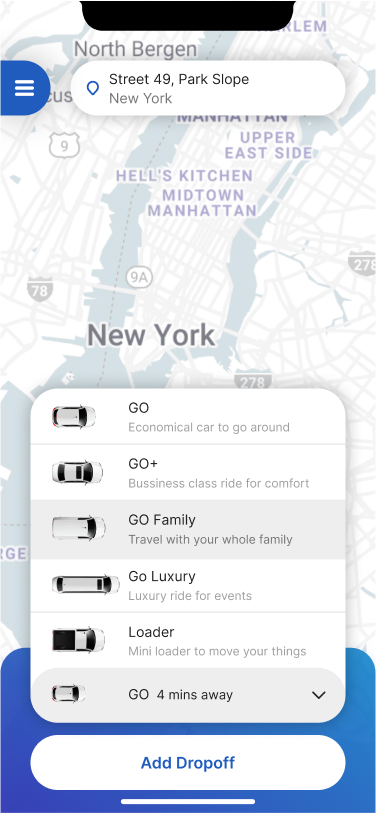 HARLEM
North Bergen
Street 49, Park Slope
New York
cus
MANHATTAN
9
UPPER
EAST SIDE
HELL'S KITCHEN
MIDTOWN
MANHATTAN
278
9A
78
New York
278
GO
Economical car to go around
GO+
Bussiness class ride for comfort
GO Family
Travel with your whole family
RGE
Go Luxury
Luxury ride for events
Loader
Mini loader to move your things
GO 4 mins away
Add Dropoff